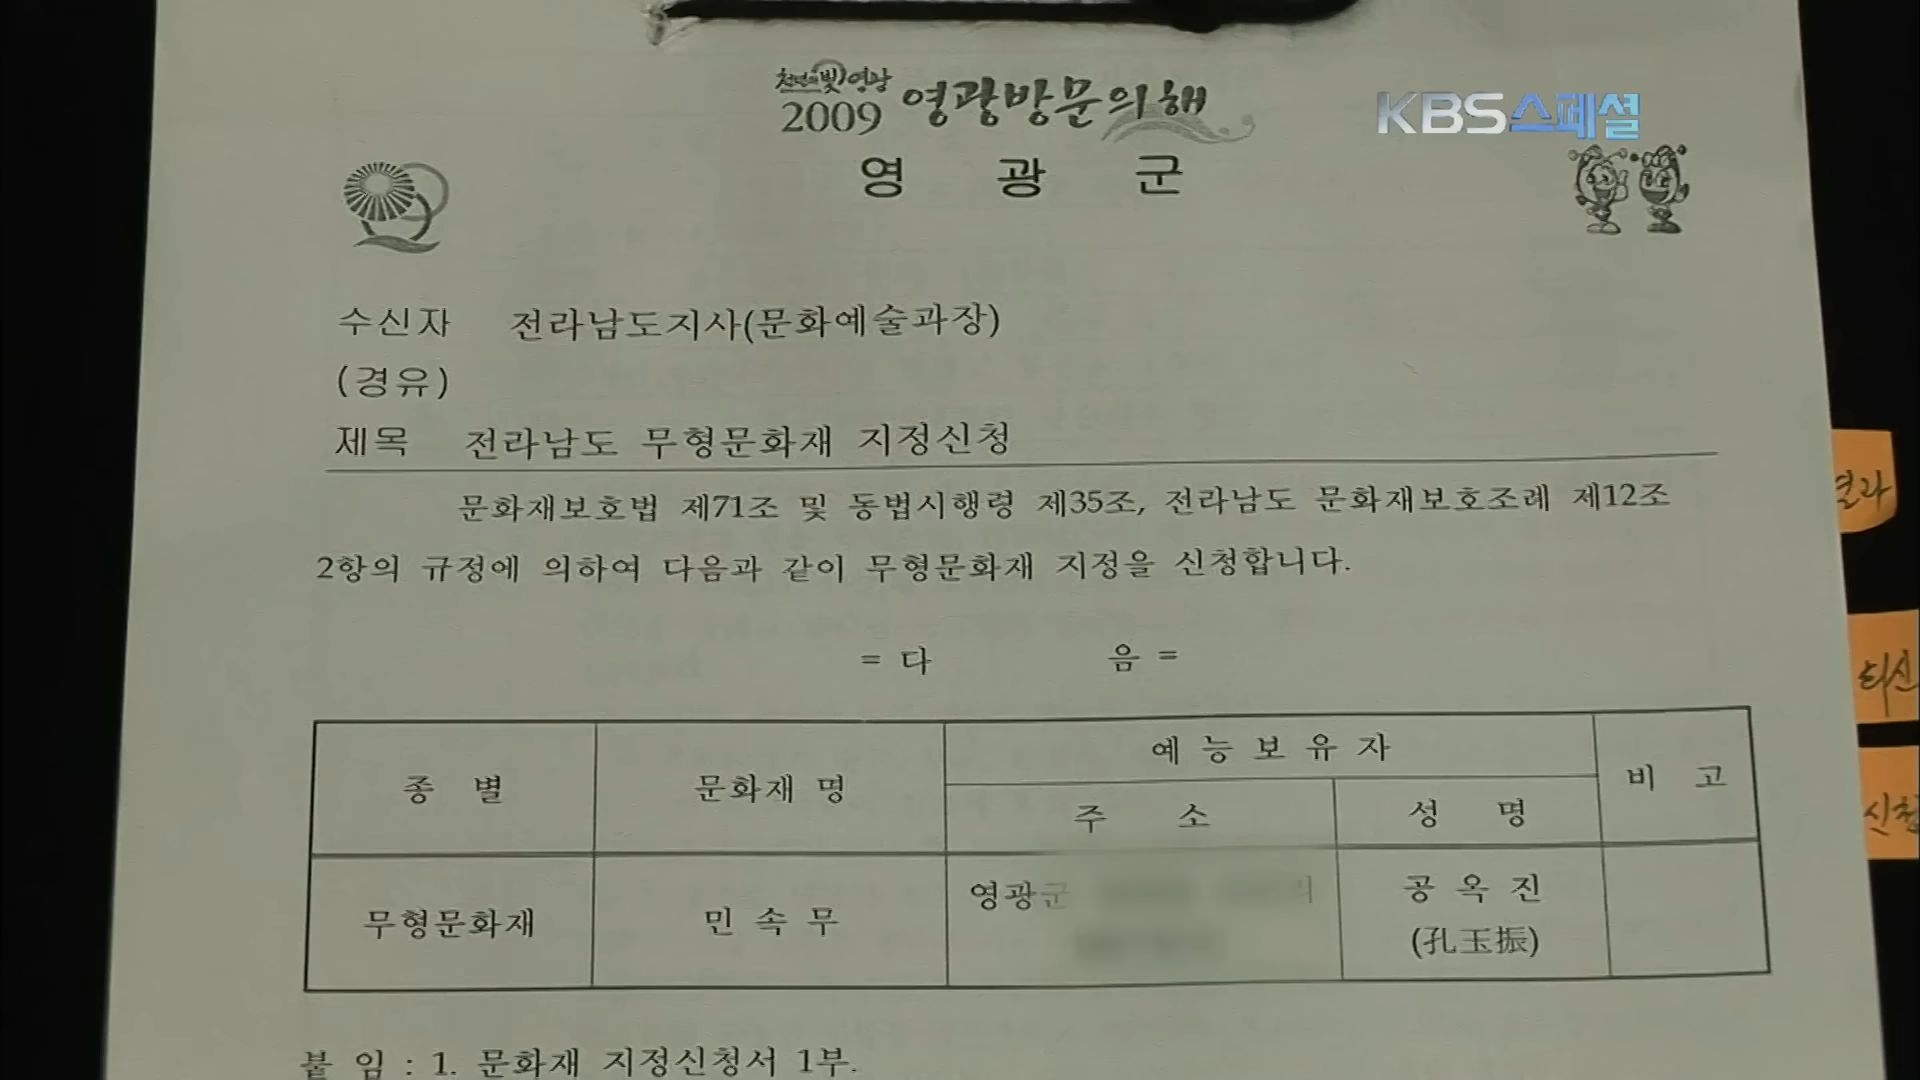 천년의빛영광
2009 영광방문의해
KBS스페셜
영 광 군
수신자 전라남도지사(문화예술과장)
(경유)
제목 전라남도 무형문화재 지정신청
문화재보호법 제71조 및 동법시행령 제35조, 전라남도 문화재보호조례 제12조
2항의 규정에 의하여 다음과 같이 무형문화재 지정을 신청합니다.
= 다 음 =
종 별 문화재 명 예 능 보 유 자 비 고
주 소 성 명
무형문화재 민 속 무 영광군 공 옥 진
(孔玉振)
붙 임 : 1. 문화재 지정신청서 1부.
결과
신청